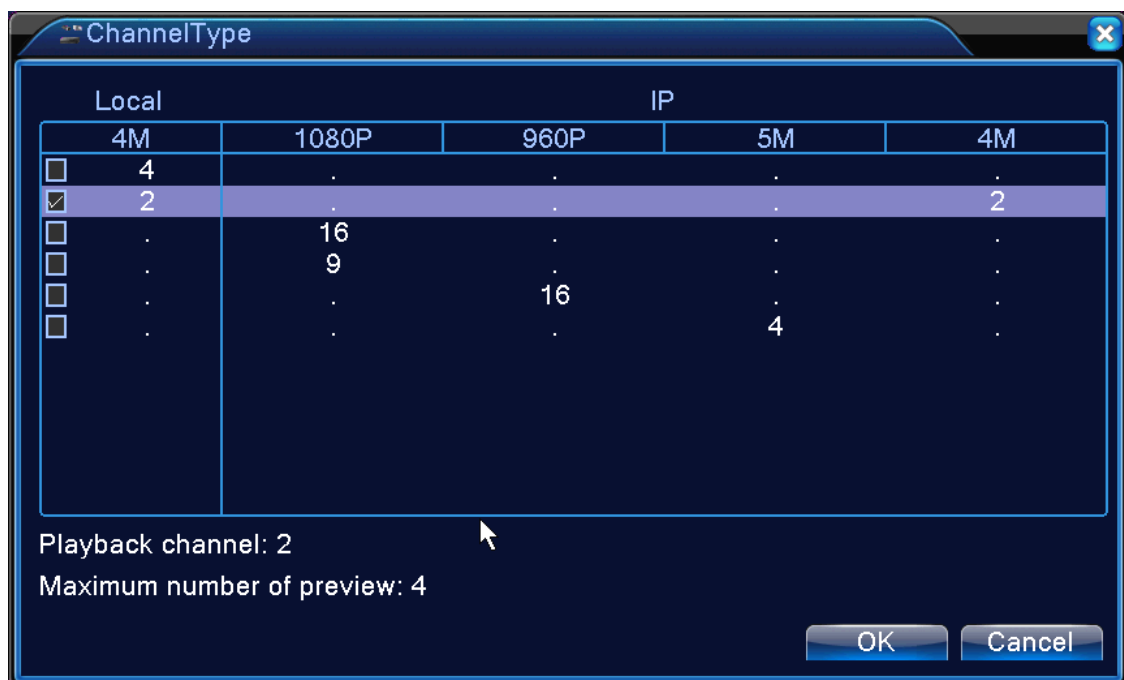 ChannelType
Local IP
4M 1080P 960P 5M 4M
4 . . . .
2 . . . 2
. 16 . . .
. 9 . . .
. . 16 . .
. . . 4 .
Playback channel: 2
Maximum number of preview: 4
OK Cancel